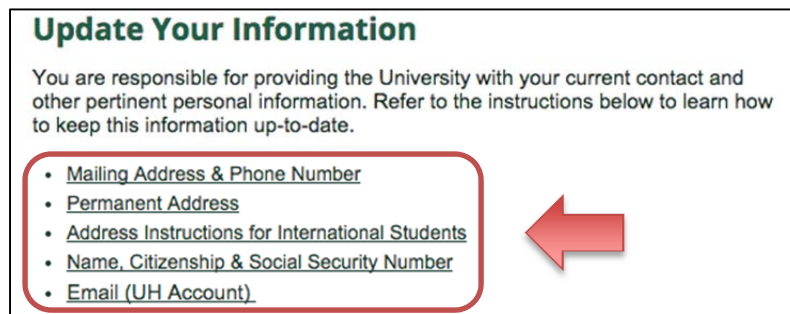 Update Your Information
You are responsible for providing the University with your current contact and
other pertinent personal information. Refer to the instructions below to learn how
to keep this information up-to-date.
• Mailing Address & Phone Number
• Permanent Address
• Address Instructions for International Students
• Name, Citizenship & Social Security Number
• Email (UH Account)